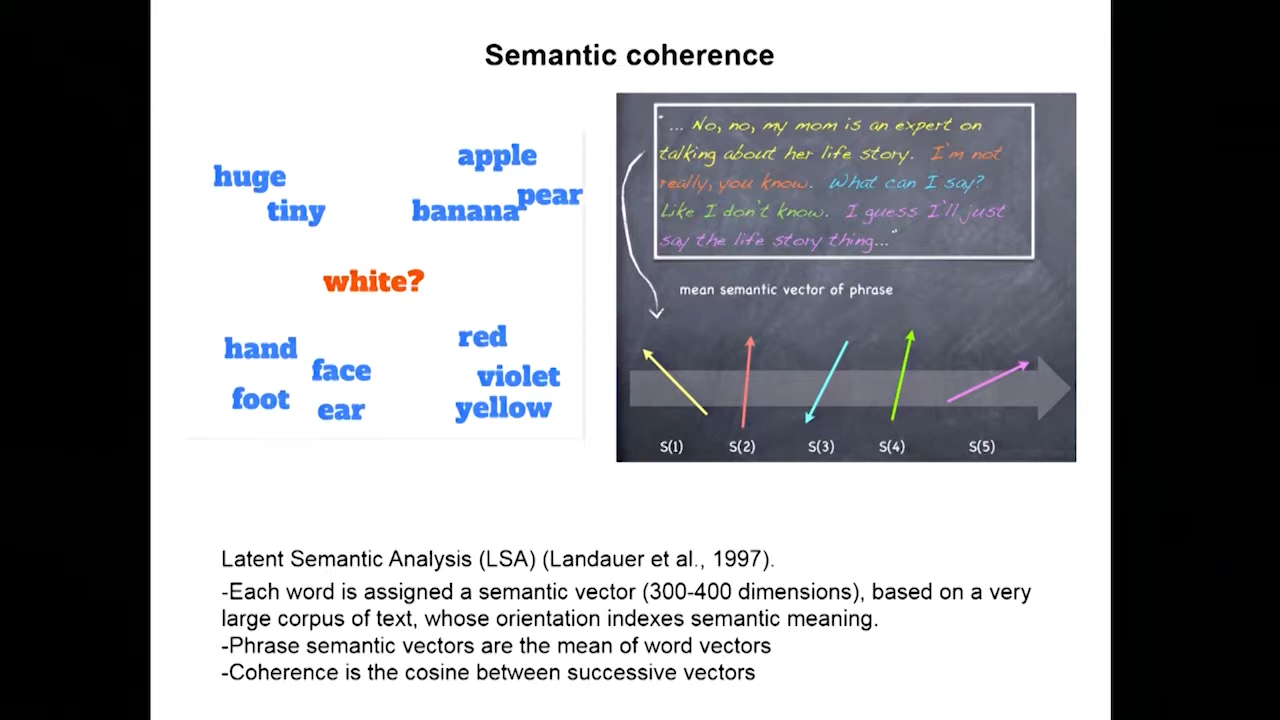 Semantic coherence
huge
tiny
apple
pear
banana
white?
hand
face
foot
ear
red
violet
yellow
"... No, no, my mom is an expert on
talking about her life story. I'm not
really, you know. What can I say?
Like I don't know. I guess I'll just
say the life story thing..."
mean semantic vector of phrase
S(1) S(2) S(3) S(4) S(5)
Latent Semantic Analysis (LSA) (Landauer et al., 1997).
-Each word is assigned a semantic vector (300-400 dimensions), based on a very
large corpus of text, whose orientation indexes semantic meaning.
-Phrase semantic vectors are the mean of word vectors
-Coherence is the cosine between successive vectors